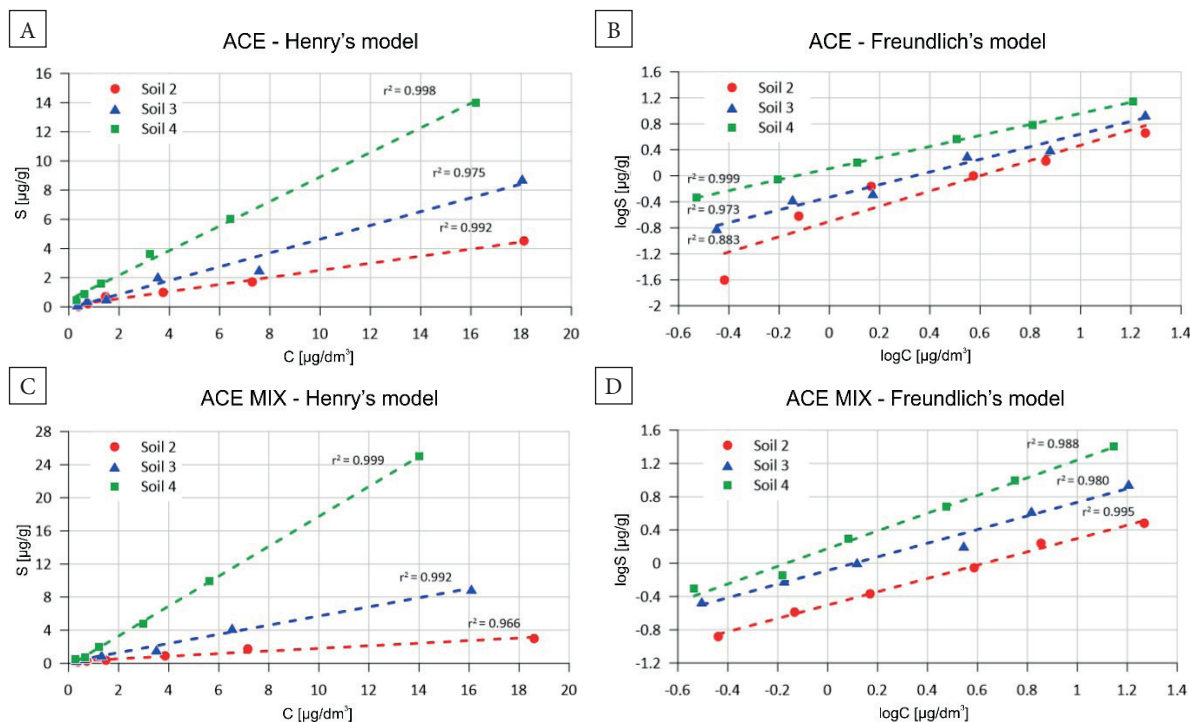 A
ACE - Henry's model
16
14
12
10
8
6
4
2
0
S [µg/g]
Soil 2
Soil 3
Soil 4
r² = 0.998
r² = 0.975
r² = 0.992
0 2 4 6 8 10 12 14 16 18 20
C [µg/dm³]
B
ACE - Freundlich's model
1.6
1.2
0.8
0.4
0
-0.4
-0.8
-1.2
-1.6
-2
logS [µg/g]
Soil 2
Soil 3
Soil 4
r² = 0.999
r² = 0.973
r² = 0.883
-0.6 -0.4 -0.2 0 0.2 0.4 0.6 0.8 1 1.2 1.4
logC [µg/dm³]
C
ACE MIX - Henry's model
28
24
20
16
12
8
4
0
S [µg/g]
Soil 2
Soil 3
Soil 4
r² = 0.999
r² = 0.992
r² = 0.966
0 2 4 6 8 10 12 14 16 18 20
C [µg/dm³]
D
ACE MIX - Freundlich's model
1.6
1.2
0.8
0.4
0
-0.4
-0.8
-1.2
logS [µg/g]
Soil 2
Soil 3
Soil 4
r² = 0.988
r² = 0.980
r² = 0.995
-0.6 -0.4 -0.2 0 0.2 0.4 0.6 0.8 1 1.2 1.4
logC [µg/dm³]